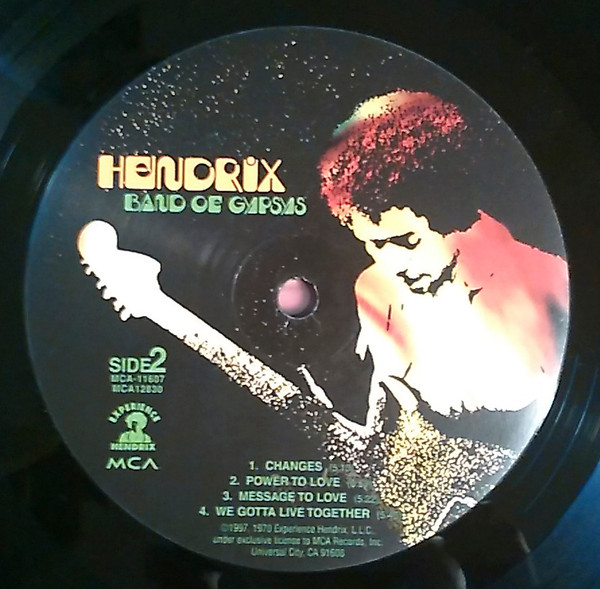 HENDRIX
BAND OF GYPSYS
SIDE 2
MCA-11607
MCA12830
EXPERIENCE
HENDRIX
MCA
1. CHANGES
2. POWER TO LOVE
3. MESSAGE TO LOVE (5:22)
4. WE GOTTA LIVE TOGETHER
©1997, 1970 Experience Hendrix, L.L.C.
under exclusive license to MCA Records, Inc.
Universal City, CA 91608